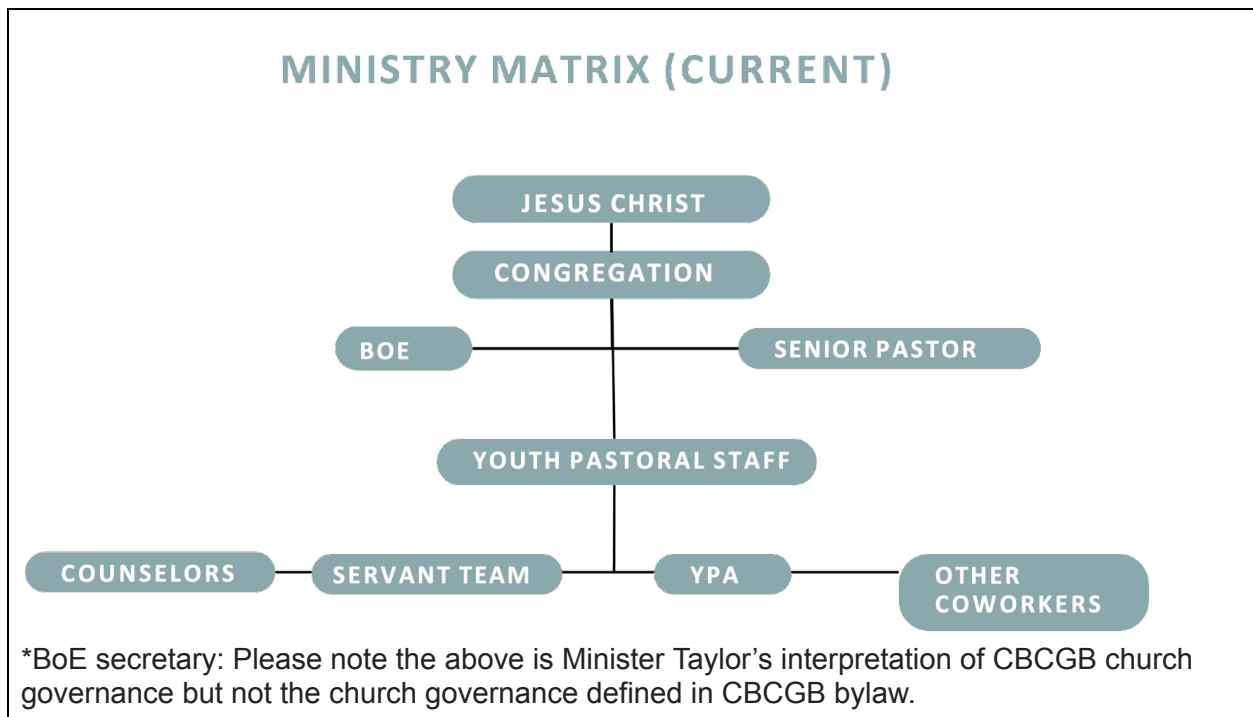 MINISTRY MATRIX (CURRENT)
JESUS CHRIST
CONGREGATION
BOE
SENIOR PASTOR
YOUTH PASTORAL STAFF
COUNSELORS
SERVANT TEAM
YPA
OTHER
COWORKERS
*BoE secretary: Please note the above is Minister Taylor’s interpretation of CBCGB church
governance but not the church governance defined in CBCGB bylaw.